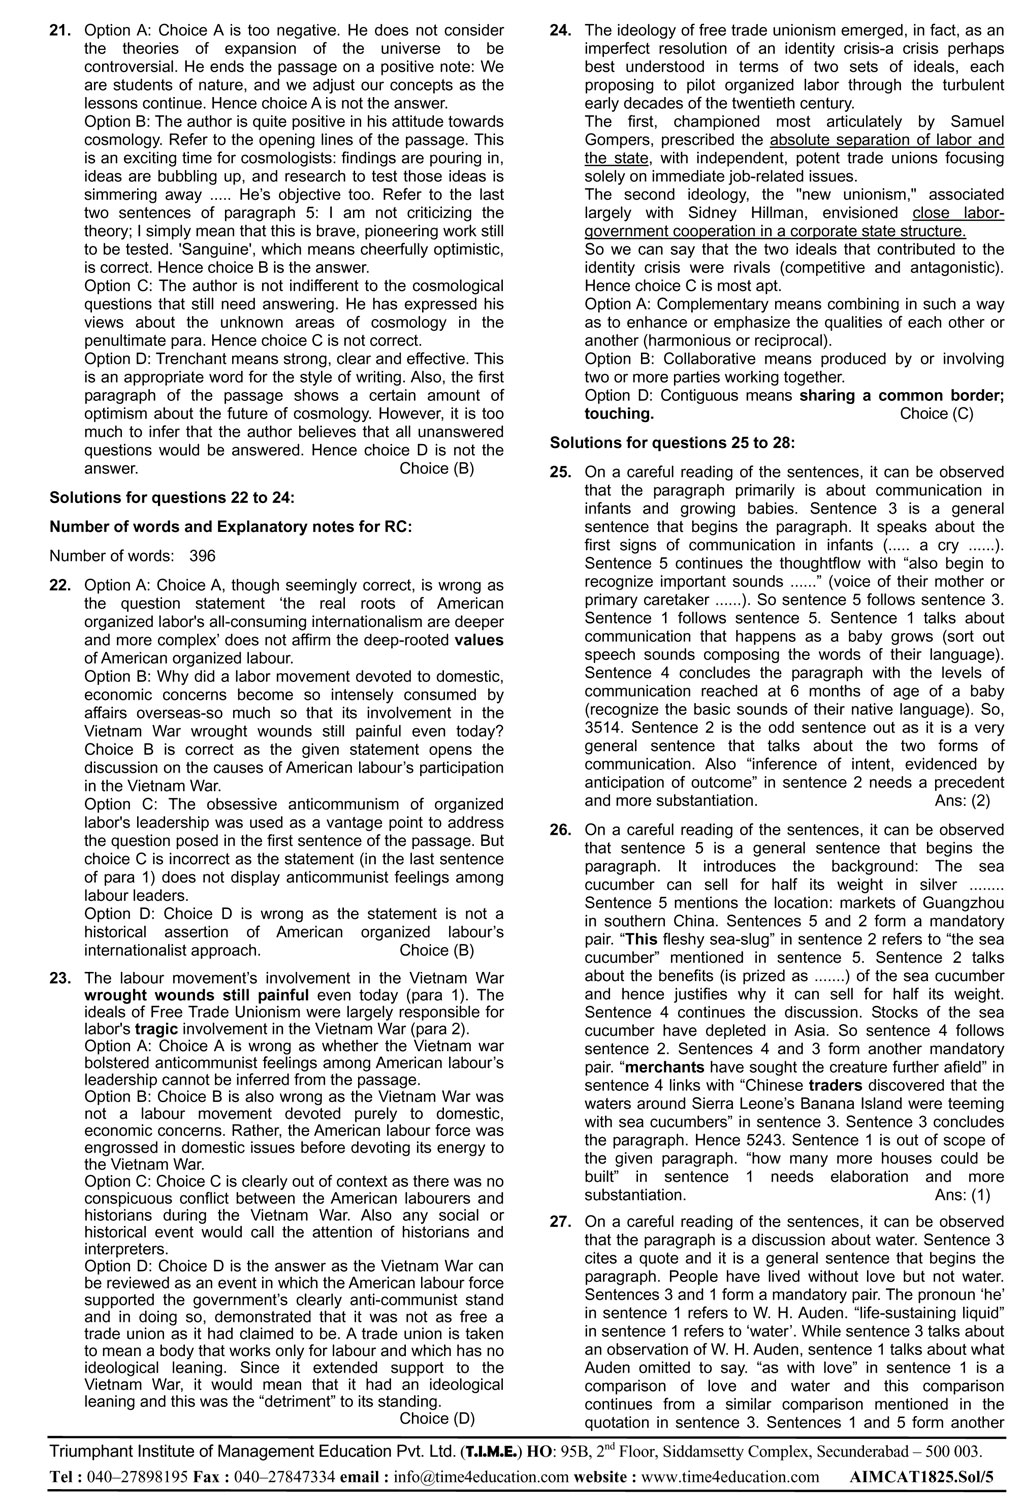 21. Option A: Choice A is too negative. He does not consider
the theories of expansion of the universe to be
controversial. He ends the passage on a positive note: We
are students of nature, and we adjust our concepts as the
lessons continue. Hence choice A is not the answer.
Option B: The author is quite positive in his attitude towards
cosmology. Refer to the opening lines of the passage. This
is an exciting time for cosmologists: findings are pouring in,
ideas are bubbling up, and research to test those ideas is
simmering away ..... He's objective too. Refer to the last
two sentences of paragraph 5: I am not criticizing the
theory; I simply mean that this is brave, pioneering work still
to be tested. 'Sanguine', which means cheerfully optimistic,
is correct. Hence choice B is the answer.
Option C: The author is not indifferent to the cosmological
questions that still need answering. He has expressed his
views about the unknown areas of cosmology in the
penultimate para. Hence choice C is not correct.
Option D: Trenchant means strong, clear and effective. This
is an appropriate word for the style of writing. Also, the first
paragraph of the passage shows a certain amount of
optimism about the future of cosmology. However, it is too
much to infer that the author believes that all unanswered
questions would be answered. Hence choice D is not the
answer. Choice (B)
Solutions for questions 22 to 24:
Number of words and Explanatory notes for RC:
Number of words: 396
22. Option A: Choice A, though seemingly correct, is wrong as
the question statement 'the real roots of American
organized labor's all-consuming internationalism are deeper
and more complex' does not affirm the deep-rooted values
of American organized labour.
Option B: Why did a labor movement devoted to domestic,
economic concerns become so intensely consumed by
affairs overseas-so much so that its involvement in the
Vietnam War wrought wounds still painful even today?
Choice B is correct as the given statement opens the
discussion on the causes of American labour's participation
in the Vietnam War.
Option C: The obsessive anticommunism of organized
labor's leadership was used as a vantage point to address
the question posed in the first sentence of the passage. But
choice C is incorrect as the statement (in the last sentence
of para 1) does not display anticommunist feelings among
labour leaders.
Option D: Choice D is wrong as the statement is not a
historical assertion of American organized labour's
internationalist approach. Choice (B)
23. The labour movement's involvement in the Vietnam War
wrought wounds still painful even today (para 1). The
ideals of Free Trade Unionism were largely responsible for
labor's tragic involvement in the Vietnam War (para 2).
Option A: Choice A is wrong as whether the Vietnam war
bolstered anticommunist feelings among American labour's
leadership cannot be inferred from the passage.
Option B: Choice B is also wrong as the Vietnam War was
not a labour movement devoted purely to domestic,
economic concerns. Rather, the American labour force was
engrossed in domestic issues before devoting its energy to
the Vietnam War.
Option C: Choice C is clearly out of context as there was no
conspicuous conflict between the American labourers and
historians during the Vietnam War. Also any social or
historical event would call the attention of historians and
interpreters.
Option D: Choice D is the answer as the Vietnam War can
be reviewed as an event in which the American labour force
supported the government's clearly anti-communist stand
and in doing so, demonstrated that it was not as free a
trade union as it had claimed to be. A trade union is taken
to mean a body that works only for labour and which has no
ideological leaning. Since it extended support to the
Vietnam War, it would mean that it had an ideological
leaning and this was the "detriment" to its standing.
Choice (D)
24. The ideology of free trade unionism emerged, in fact, as an
imperfect resolution of an identity crisis-a crisis perhaps
best understood in terms of two sets of ideals, each
proposing to pilot organized labor through the turbulent
early decades of the twentieth century.
The first, championed most articulately by Samuel
Gompers, prescribed the absolute separation of labor and
the state, with independent, potent trade unions focusing
solely on immediate job-related issues.
The second ideology, the "new unionism," associated
largely with Sidney Hillman, envisioned close labor-
government cooperation in a corporate state structure.
So we can say that the two ideals that contributed to the
identity crisis were rivals (competitive and antagonistic).
Hence choice C is most apt.
Option A: Complementary means combining in such a way
as to enhance or emphasize the qualities of each other or
another (harmonious or reciprocal).
Option B: Collaborative means produced by or involving
two or more parties working together.
Option D: Contiguous means sharing a common border;
touching. Choice (C)
Solutions for questions 25 to 28:
25. On a careful reading of the sentences, it can be observed
that the paragraph primarily is about communication in
infants and growing babies. Sentence 3 is a general
sentence that begins the paragraph. It speaks about the
first signs of communication in infants (..... a cry ......).
Sentence 5 continues the thoughtflow with "also begin to
recognize important sounds ......" (voice of their mother or
primary caretaker ......). So sentence 5 follows sentence 3.
Sentence 1 follows sentence 5. Sentence 1 talks about
communication that happens as a baby grows (sort out
speech sounds composing the words of their language).
Sentence 4 concludes the paragraph with the levels of
communication reached at 6 months of age of a baby
(recognize the basic sounds of their native language). So,
3514. Sentence 2 is the odd sentence out as it is a very
general sentence that talks about the two forms of
communication. Also "inference of intent, evidenced by
anticipation of outcome" in sentence 2 needs a precedent
and more substantiation. Ans: (2)
26. On a careful reading of the sentences, it can be observed
that sentence 5 is a general sentence that begins the
paragraph. It introduces the background: The sea
cucumber can sell for half its weight in silver ........
Sentence 5 mentions the location: markets of Guangzhou
in southern China. Sentences 5 and 2 form a mandatory
pair. "This fleshy sea-slug" in sentence 2 refers to "the sea
cucumber" mentioned in sentence 5. Sentence 2 talks
about the benefits (is prized as .......) of the sea cucumber
and hence justifies why it can sell for half its weight.
Sentence 4 continues the discussion. Stocks of the sea
cucumber have depleted in Asia. So sentence 4 follows
sentence 2. Sentences 4 and 3 form another mandatory
pair. "merchants have sought the creature further afield" in
sentence 4 links with "Chinese traders discovered that the
waters around Sierra Leone's Banana Island were teeming
with sea cucumbers" in sentence 3. Sentence 3 concludes
the paragraph. Hence 5243. Sentence 1 is out of scope of
the given paragraph. "how many more houses could be
built" in sentence 1 needs elaboration and more
substantiation. Ans: (1)
27. On a careful reading of the sentences, it can be observed
that the paragraph is a discussion about water. Sentence 3
cites a quote and it is a general sentence that begins the
paragraph. People have lived without love but not water.
Sentences 3 and 1 form a mandatory pair. The pronoun 'he'
in sentence 1 refers to W. H. Auden. "life-sustaining liquid"
in sentence 1 refers to 'water'. While sentence 3 talks about
an observation of W. H. Auden, sentence 1 talks about what
Auden omitted to say. "as with love" in sentence 1 is a
comparison of love and water and this comparison
continues from a similar comparison mentioned in the
quotation in sentence 3. Sentences 1 and 5 form another
Triumphant Institute of Management Education Pvt. Ltd. (T.I.M.E.) HO: 95B, 2nd Floor, Siddamsetty Complex, Secunderabad – 500 003.
Tel : 040–27898195 Fax : 040–27847334 email : info@time4education.com website : www.time4education.com AIMCAT1825.Sol/5